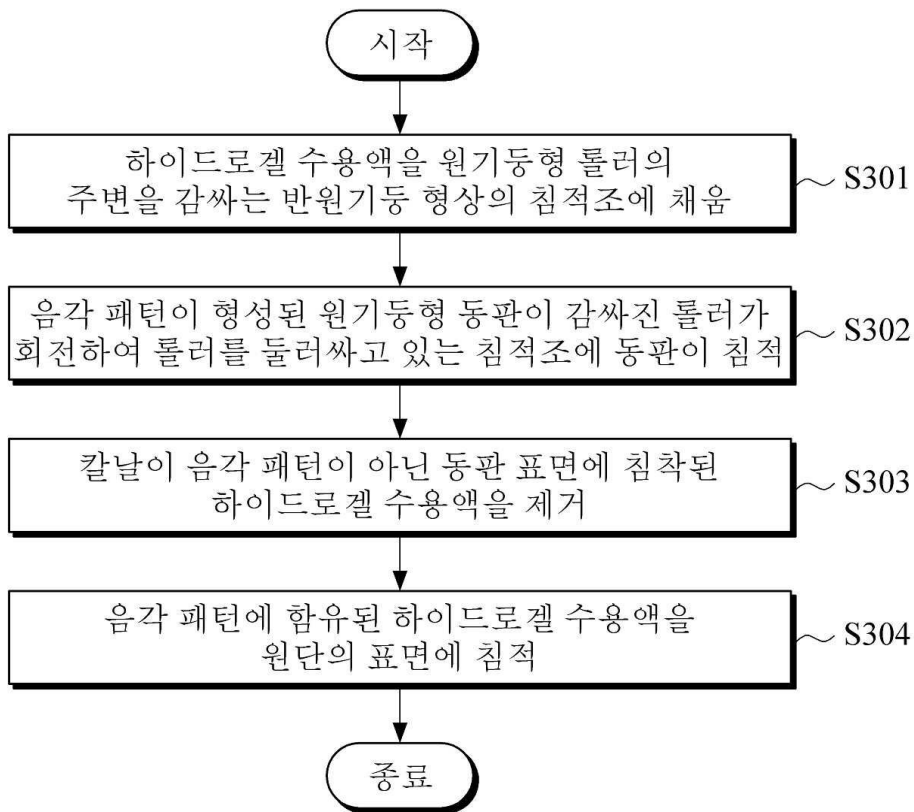 시작
하이드로겔 수용액을 원기둥형 롤러의
주변을 감싸는 반원기둥 형상의 침적조에 채움
S301
음각 패턴이 형성된 원기둥형 동판이 감싸진 롤러가
회전하여 롤러를 둘러싸고 있는 침적조에 동판이 침적
S302
칼날이 음각 패턴이 아닌 동판 표면에 침착된
하이드로겔 수용액을 제거
S303
음각 패턴에 함유된 하이드로겔 수용액을
원단의 표면에 침적
S304
종료